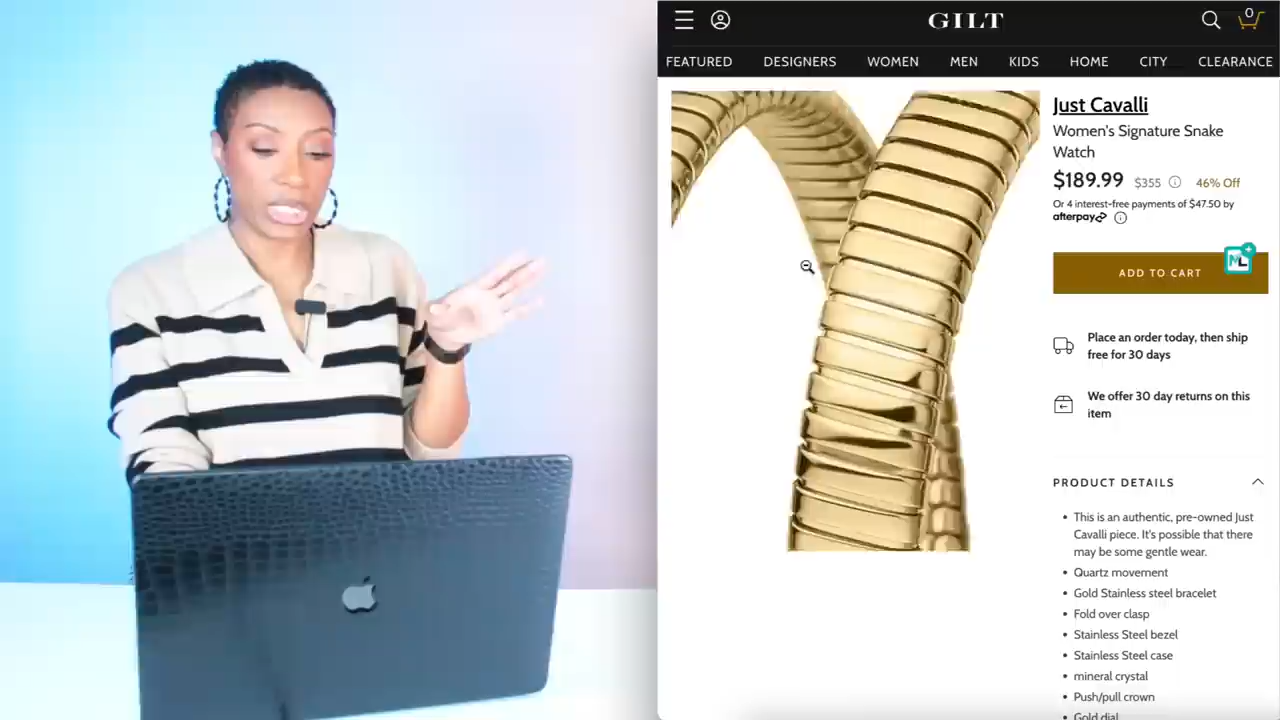 GILT
0
FEATURED DESIGNERS WOMEN MEN KIDS HOME CITY CLEARANCE
Just Cavalli
Women's Signature Snake
Watch
$189.99 $355 46% Off
Or 4 interest-free payments of $47.50 by
afterpay
ADD TO CART
Place an order today, then ship
free for 30 days
We offer 30 day returns on this
item
PRODUCT DETAILS
This is an authentic, pre-owned Just
Cavalli piece. It's possible that there
may be some gentle wear.
Quartz movement
Gold Stainless steel bracelet
Fold over clasp
Stainless Steel bezel
Stainless Steel case
mineral crystal
Push/pull crown
Gold dial